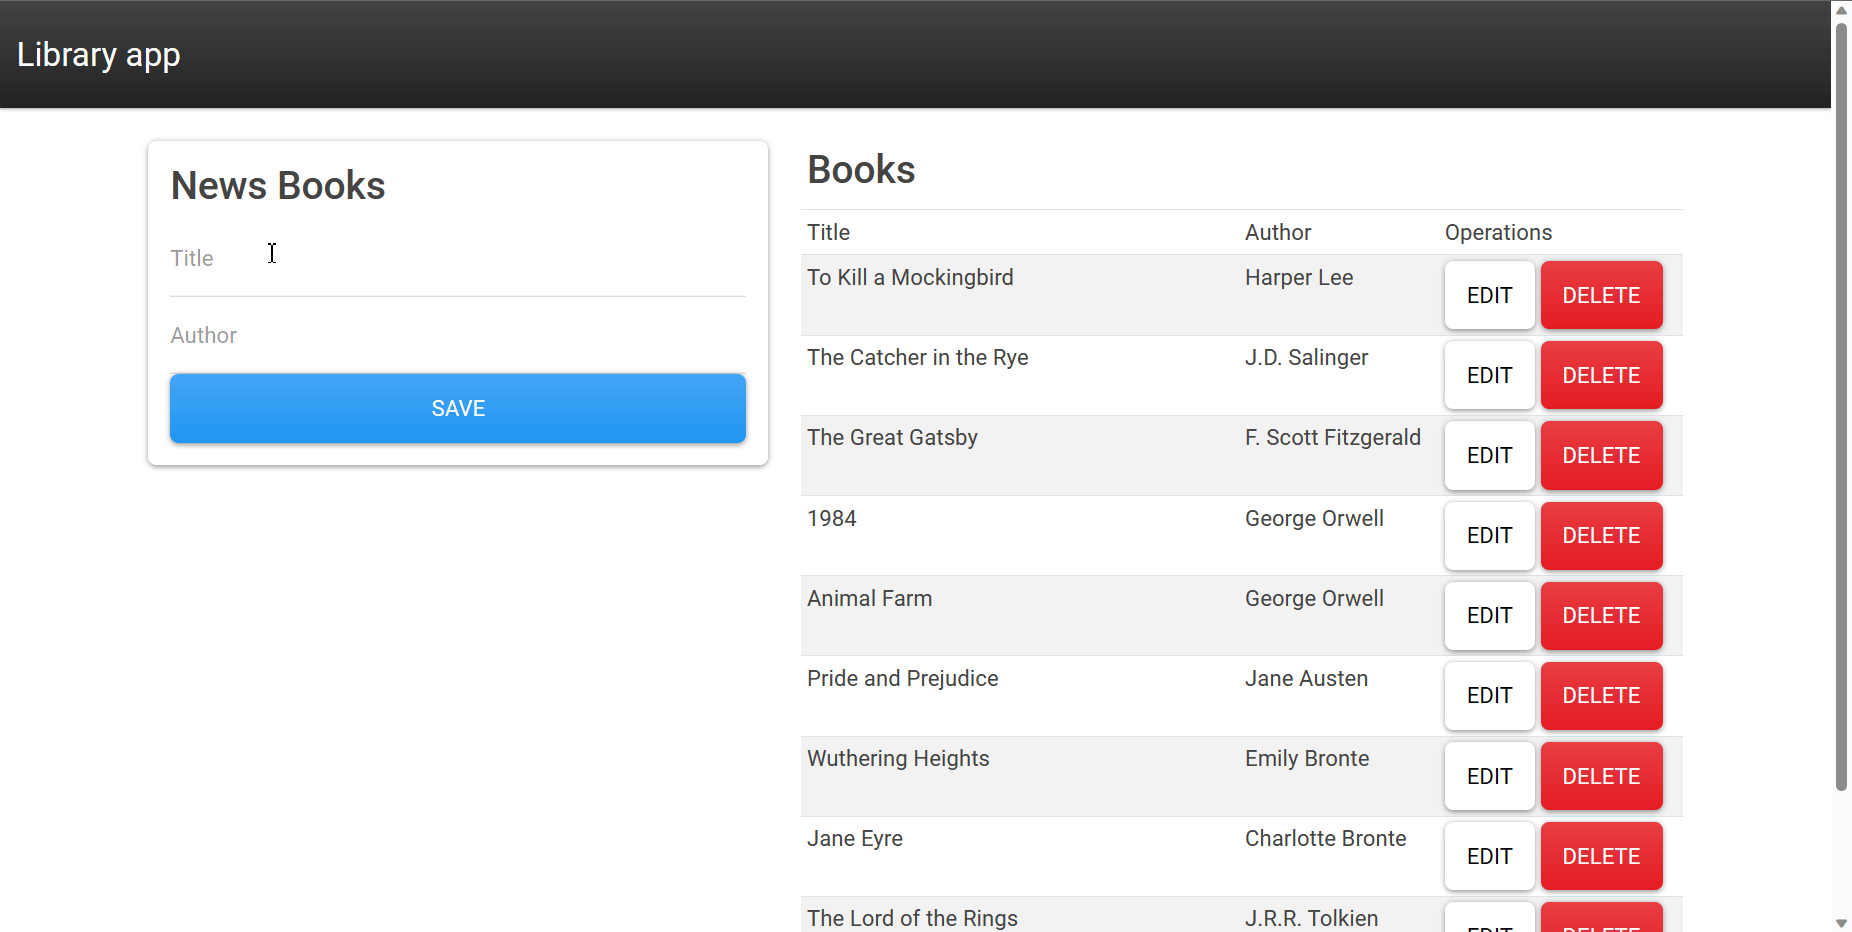 Library app
News Books
Title
Author
SAVE
Books
Title Author Operations
To Kill a Mockingbird Harper Lee EDIT DELETE
The Catcher in the Rye J.D. Salinger EDIT DELETE
The Great Gatsby F. Scott Fitzgerald EDIT DELETE
1984 George Orwell EDIT DELETE
Animal Farm George Orwell EDIT DELETE
Pride and Prejudice Jane Austen EDIT DELETE
Wuthering Heights Emily Bronte EDIT DELETE
Jane Eyre Charlotte Bronte EDIT DELETE
The Lord of the Rings J.R.R. Tolkien EDIT DELETE